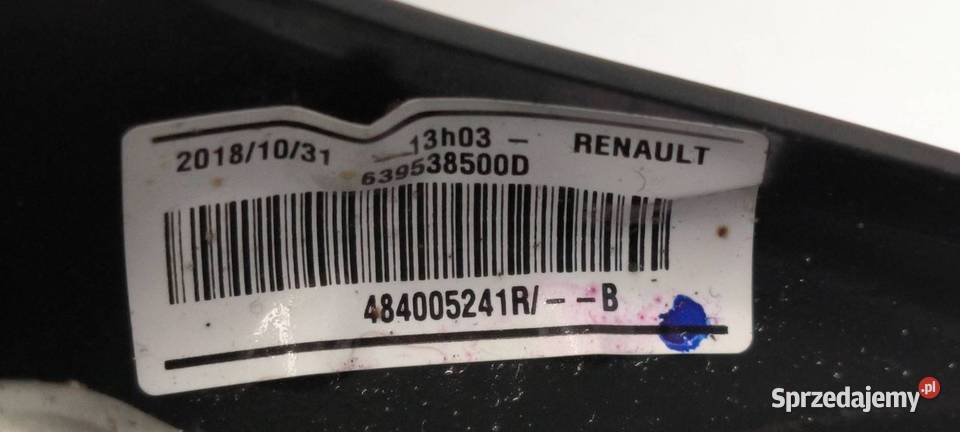 2018/10/31 - 13h03 - RENAULT
639538500D
484005241R/--B
Sprzedajemy.pl